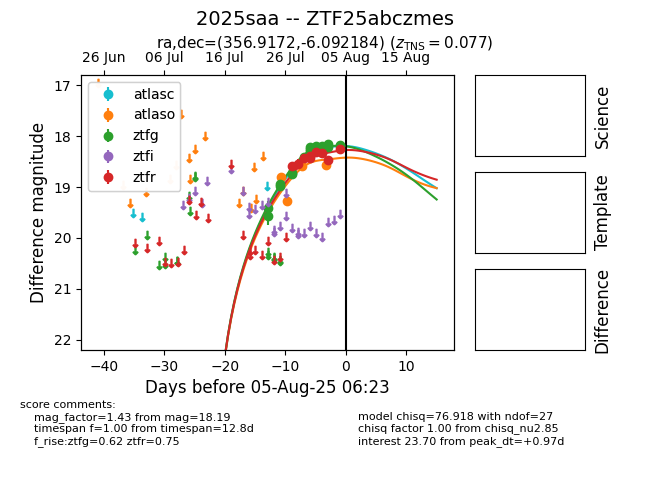 2025saa -- ZTF25abczmes
ra,dec=(356.9172,-6.092184) (z_TNS = 0.077)
26 Jun 06 Jul 16 Jul 26 Jul 05 Aug 15 Aug
atlasc
atlaso
ztfg
ztfi
ztfr
17
18
19
20
21
22
Difference magnitude
−40 −30 −20 −10 0 10
Days before 05-Aug-25 06:23
Science
Template
Difference
score comments:
mag_factor=1.43 from mag=18.19
timespan f=1.00 from timespan=12.8d
f_rise:ztfg=0.62 ztfr=0.75
model chisq=76.918 with ndof=27
chisq factor 1.00 from chisq_nu2.85
interest 23.70 from peak_dt=+0.97d